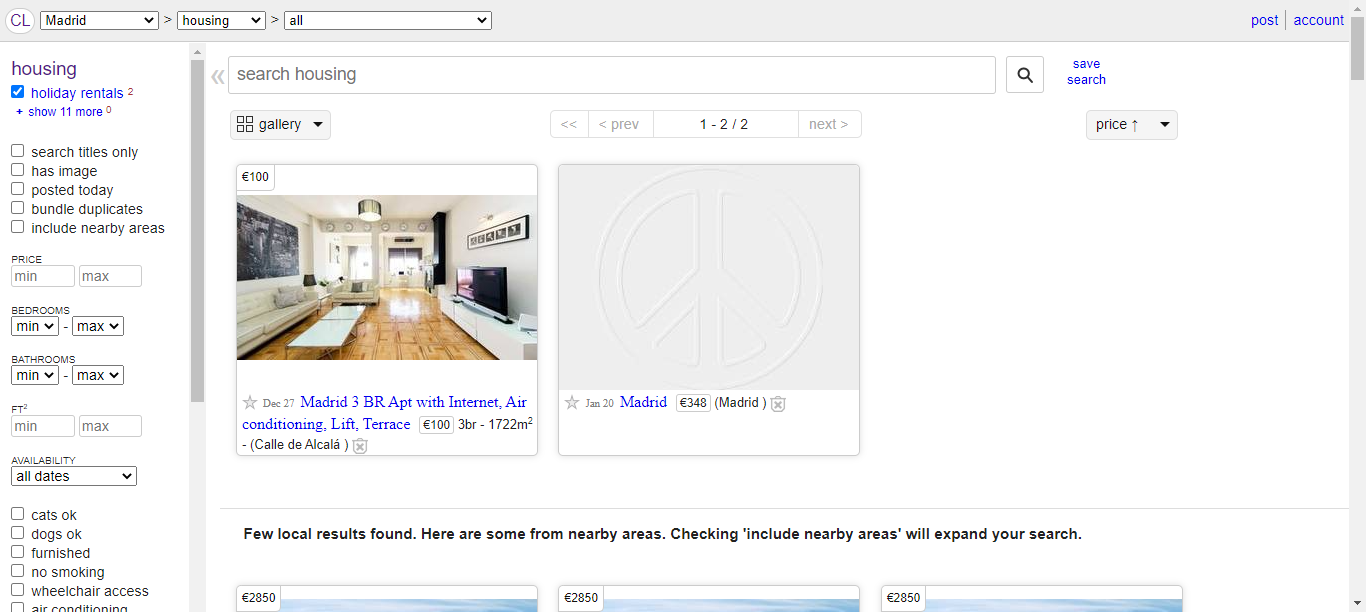 CL Madrid > housing > all post account
housing
holiday rentals 2
+ show 11 more 0
search titles only
has image
posted today
bundle duplicates
include nearby areas
PRICE
min max
BEDROOMS
min - max
BATHROOMS
min - max
FT²
min max
AVAILABILITY
all dates
cats ok
dogs ok
furnished
no smoking
wheelchair access
air conditioning
« search housing save
search
gallery << < prev 1 - 2 / 2 next > price ↑
€100
☆ Dec 27 Madrid 3 BR Apt with Internet, Air
conditioning, Lift, Terrace €100 3br - 1722m²
- (Calle de Alcalá )
☆ Jan 20 Madrid €348 (Madrid )
Few local results found. Here are some from nearby areas. Checking 'include nearby areas' will expand your search.
€2850 €2850 €2850